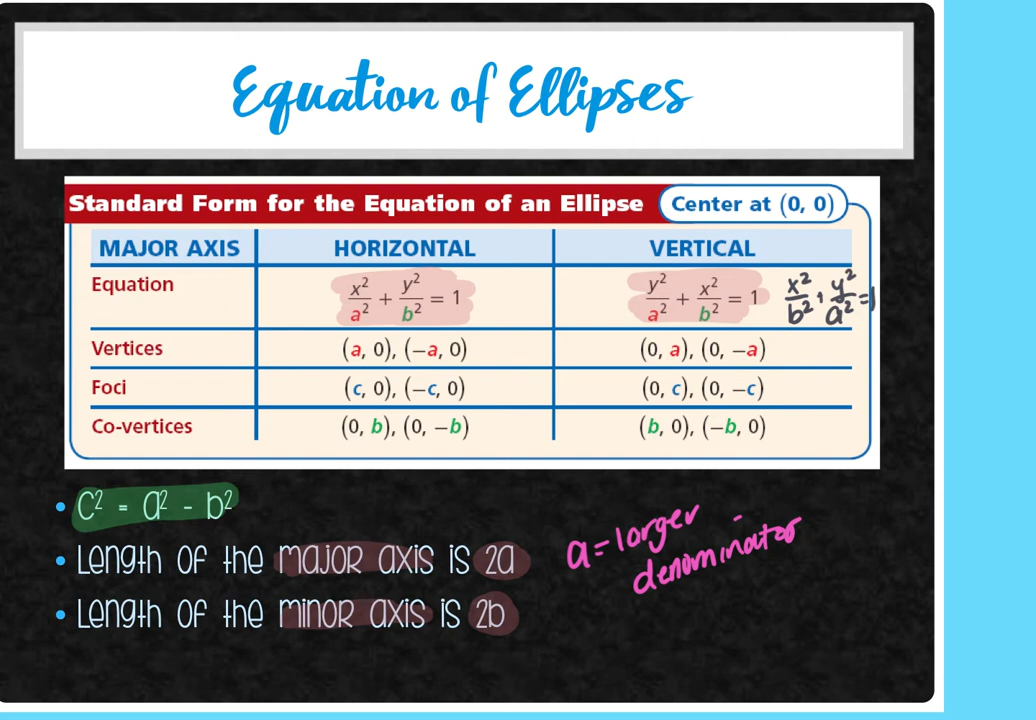 Equation of Ellipses
Standard Form for the Equation of an Ellipse Center at (0, 0)
MAJOR AXIS HORIZONTAL VERTICAL
Equation x²/a² + y²/b² = 1 y²/a² + x²/b² = 1 x²/b² + y²/a² = 1
Vertices (a, 0), (−a, 0) (0, a), (0, −a)
Foci (c, 0), (−c, 0) (0, c), (0, −c)
Co-vertices (0, b), (0, −b) (b, 0), (−b, 0)
• C² = a² - b²
• Length of the major axis is 2a
• Length of the minor axis is 2b
a = larger
denominator